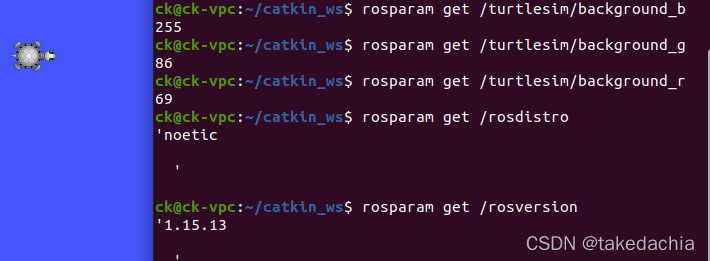 ck@ck-vpc:~/catkin_ws$ rosparam get /turtlesim/background_b
255
ck@ck-vpc:~/catkin_ws$ rosparam get /turtlesim/background_g
86
ck@ck-vpc:~/catkin_ws$ rosparam get /turtlesim/background_r
69
ck@ck-vpc:~/catkin_ws$ rosparam get /rosdistro
'noetic
'
ck@ck-vpc:~/catkin_ws$ rosparam get /rosversion
'1.15.13
'
CSDN @takedachia